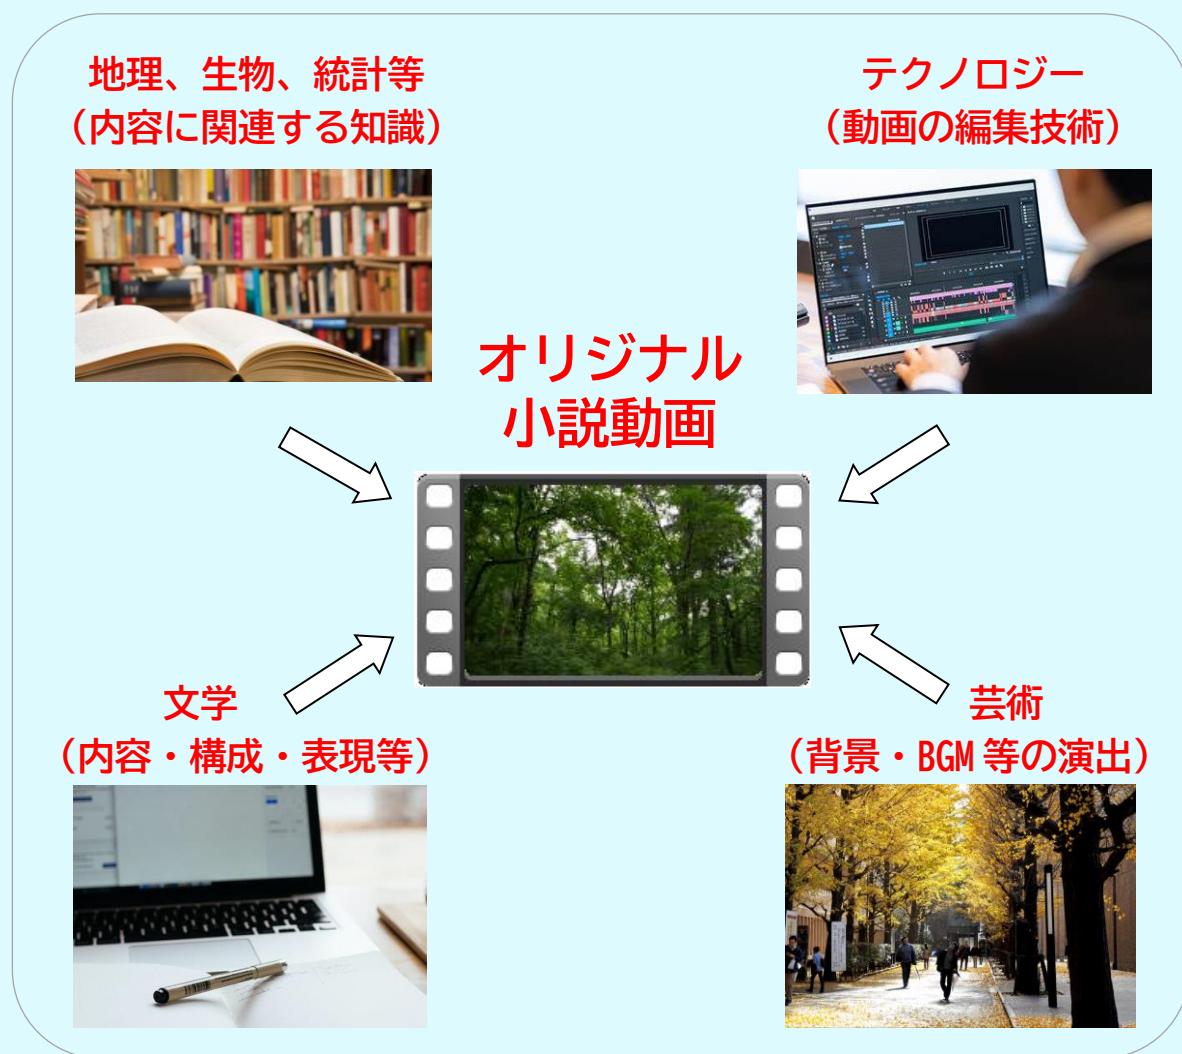 地理、生物、統計等
（内容に関連する知識）
テクノロジー
（動画の編集技術）
オリジナル
小説動画
文学
（内容・構成・表現等）
芸術
（背景・BGM 等の演出）